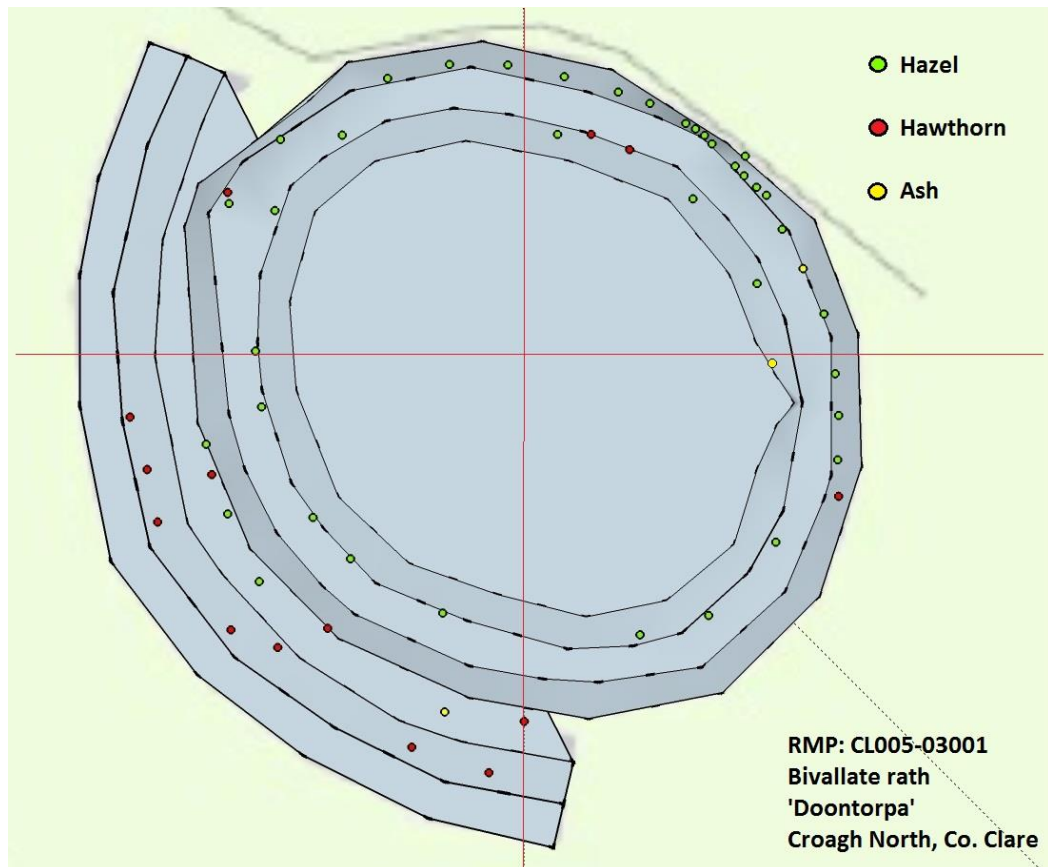 Hazel
Hawthorn
Ash
RMP: CL005-03001
Bivallate rath
'Doontorpa'
Croagh North, Co. Clare